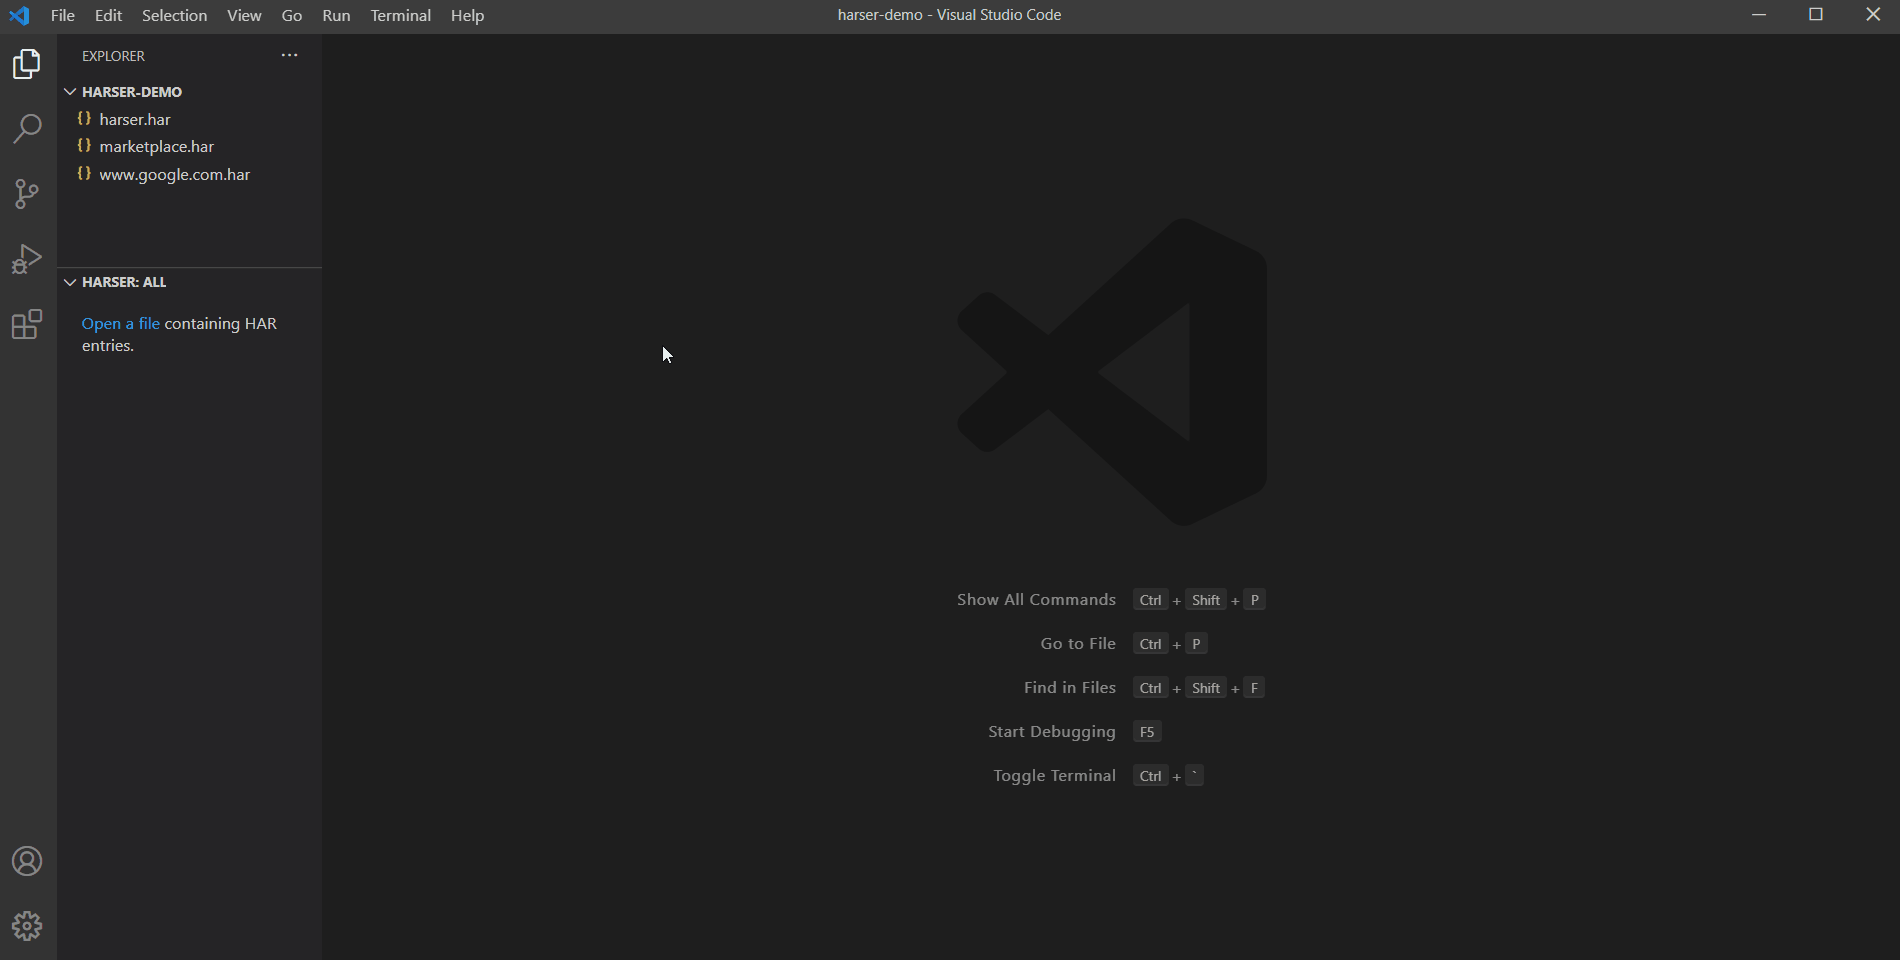 File Edit Selection View Go Run Terminal Help
harser-demo - Visual Studio Code
EXPLORER
HARSER-DEMO
{} harser.har
{} marketplace.har
{} www.google.com.har
HARSER: ALL
Open a file containing HAR
entries.
Show All Commands Ctrl + Shift + P
Go to File Ctrl + P
Find in Files Ctrl + Shift + F
Start Debugging F5
Toggle Terminal Ctrl + `